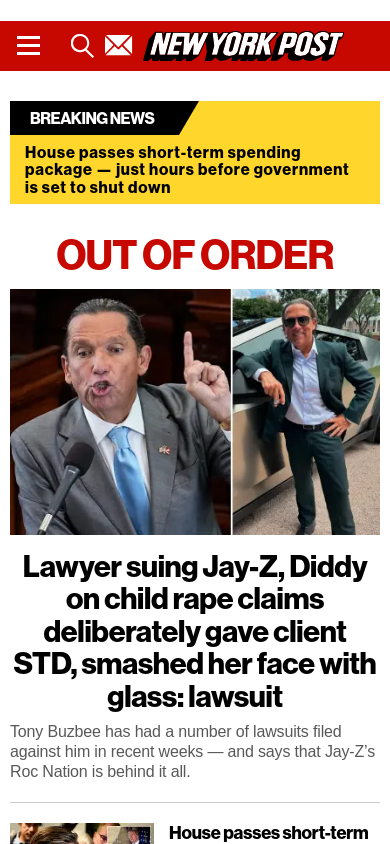 NEW YORK POST
BREAKING NEWS
House passes short-term spending
package — just hours before government
is set to shut down
OUT OF ORDER
Lawyer suing Jay-Z, Diddy
on child rape claims
deliberately gave client
STD, smashed her face with
glass: lawsuit
Tony Buzbee has had a number of lawsuits filed
against him in recent weeks — and says that Jay-Z’s
Roc Nation is behind it all.
House passes short-term